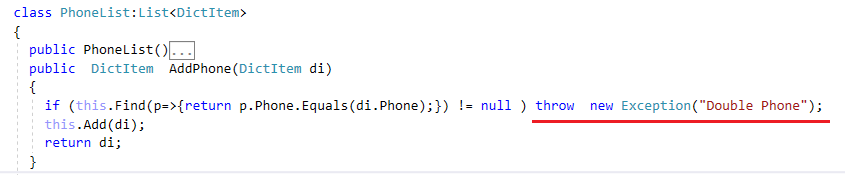 class PhoneList:List<DictItem>
{
public PhoneList()...
public  DictItem  AddPhone(DictItem di)
{
if (this.Find(p=>{return p.Phone.Equals(di.Phone);}) != null ) throw  new Exception("Double Phone");
this.Add(di);
return di;
}